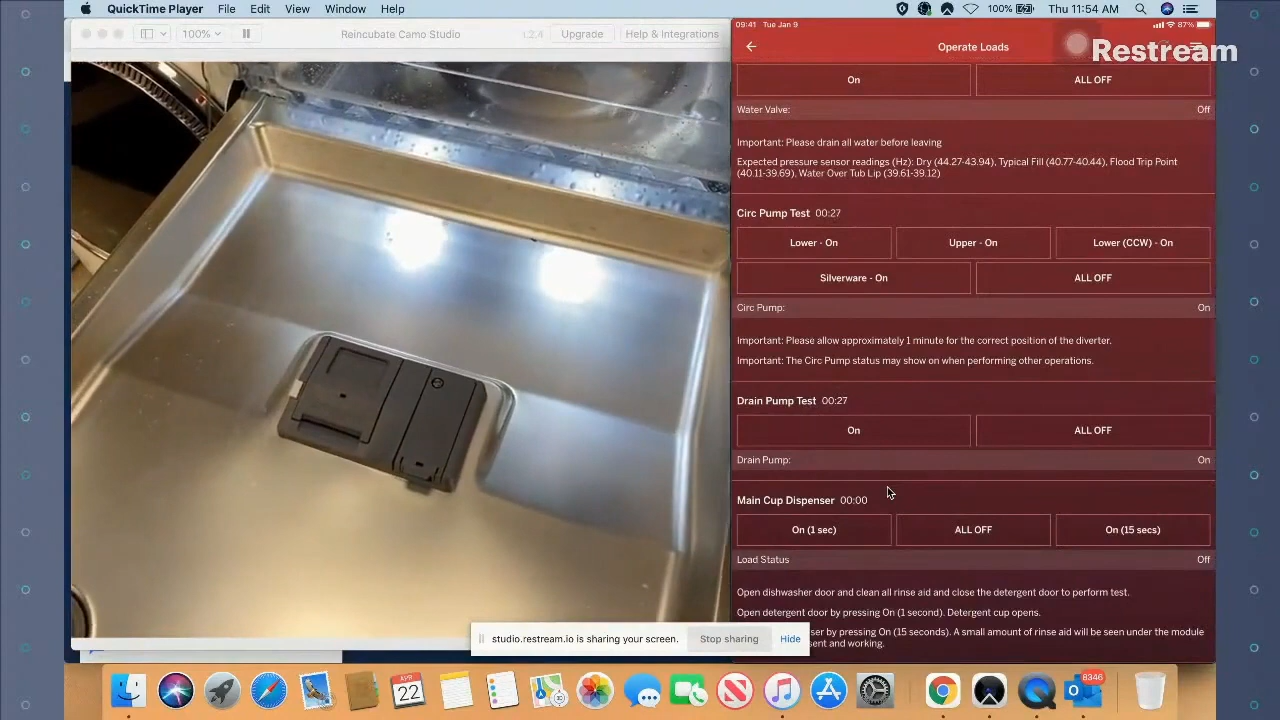 QuickTime Player File Edit View Window Help
100% Thu 11:54 AM
100% Reincubate Camo Studio 1.2.4 Upgrade Help & Integrations
09:41 Tue Jan 9
87%
Operate Loads
Restream
On ALL OFF
Water Valve: Off
Important: Please drain all water before leaving
Expected pressure sensor readings (Hz): Dry (44.27-43.94), Typical Fill (40.77-40.44), Flood Trip Point
(40.11-39.69), Water Over Tub Lip (39.61-39.12)
Circ Pump Test 00:27
Lower - On Upper - On Lower (CCW) - On
Silverware - On ALL OFF
Circ Pump: On
Important: Please allow approximately 1 minute for the correct position of the diverter.
Important: The Circ Pump status may show on when performing other operations.
Drain Pump Test 00:27
On ALL OFF
Drain Pump: On
Main Cup Dispenser 00:00
On (1 sec) ALL OFF On (15 secs)
Load Status Off
Open dishwasher door and clean all rinse aid and close the detergent door to perform test.
Open detergent door by pressing On (1 second). Detergent cup opens.
ser by pressing On (15 seconds). A small amount of rinse aid will be seen under the module
sent and working.
studio.restream.io is sharing your screen. Stop sharing Hide
APR
22
8346